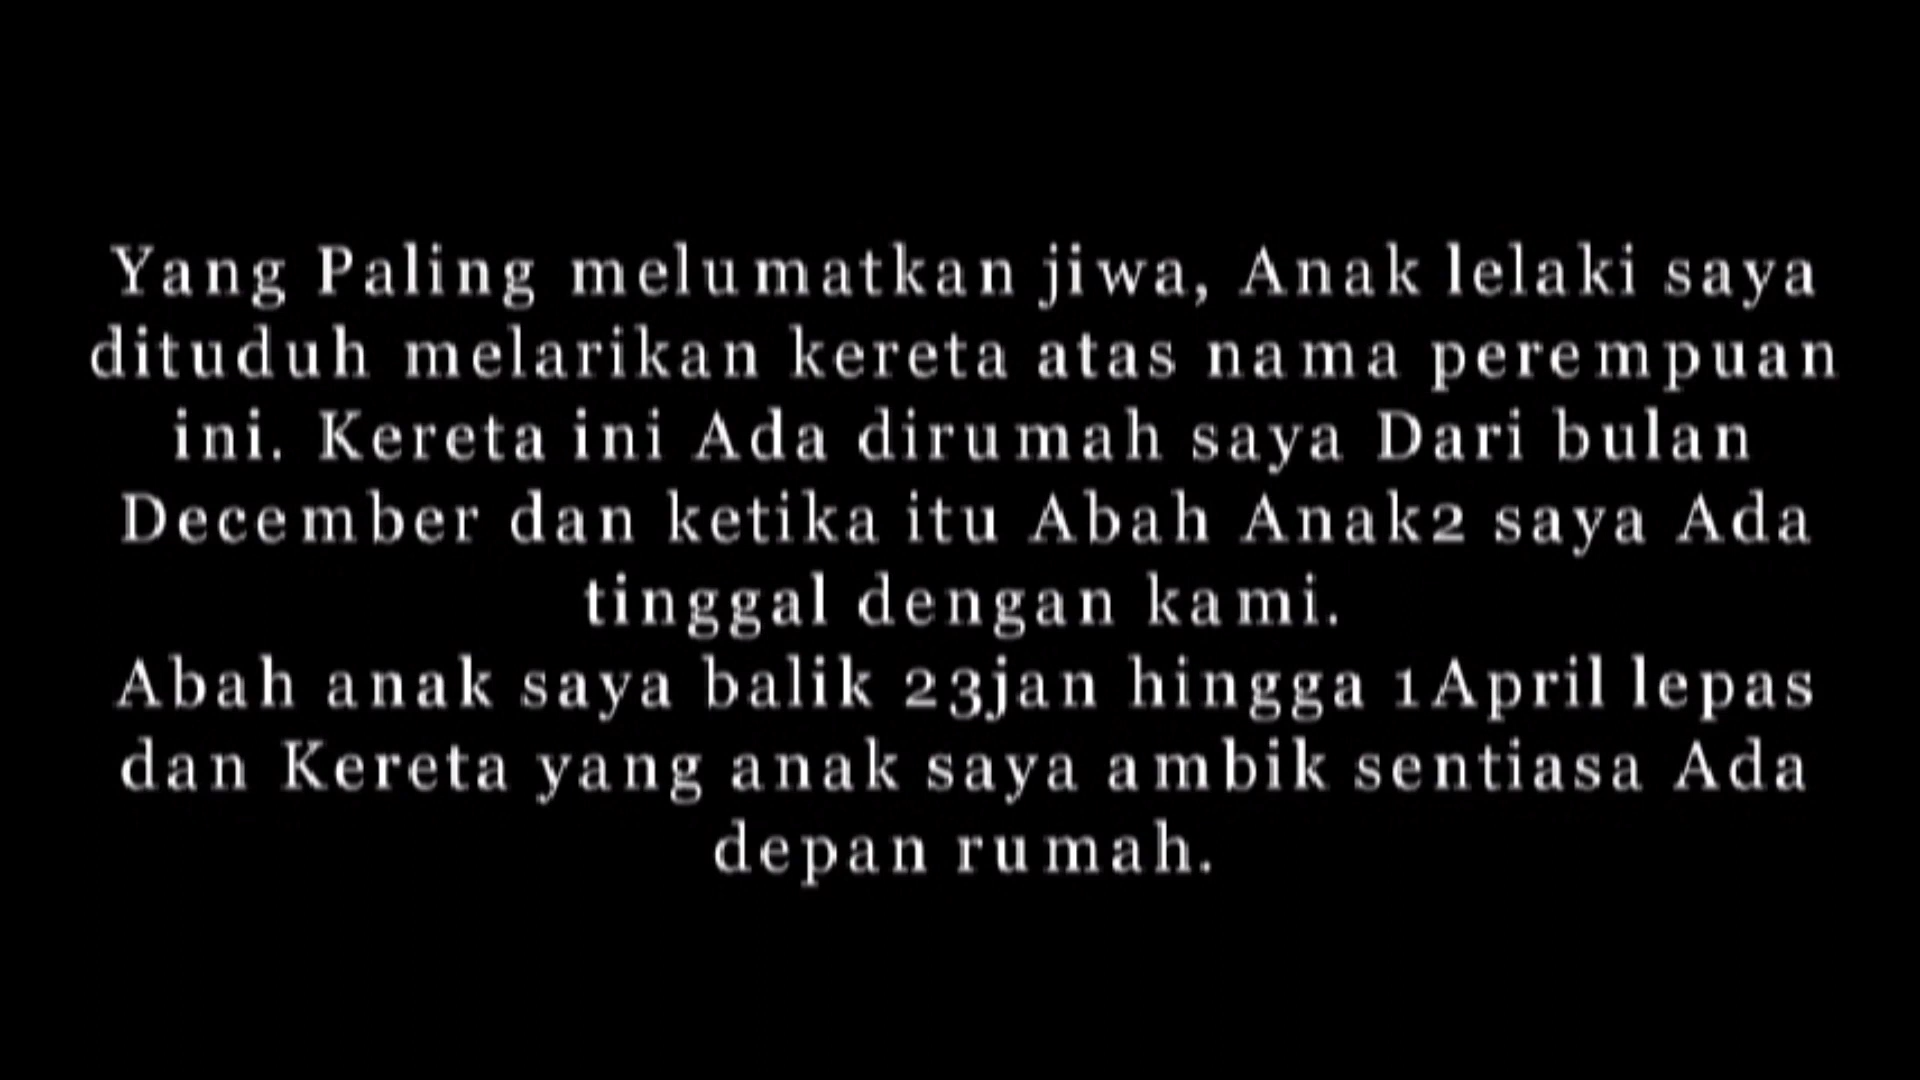 Yang Paling melumatkan jiwa, Anak lelaki saya
dituduh melarikan kereta atas nama perempuan
ini. Kereta ini Ada dirumah saya Dari bulan
December dan ketika itu Abah Anak2 saya Ada
tinggal dengan kami.
Abah anak saya balik 23jan hingga 1April lepas
dan Kereta yang anak saya ambik sentiasa Ada
depan rumah.